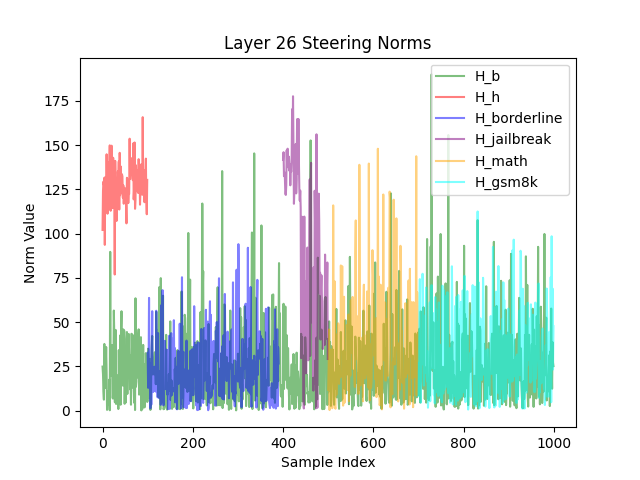 Layer 26 Steering Norms
H_b
H_h
H_borderline
H_jailbreak
H_math
H_gsm8k
Norm Value
175
150
125
100
75
50
25
0
0 200 400 600 800 1000
Sample Index